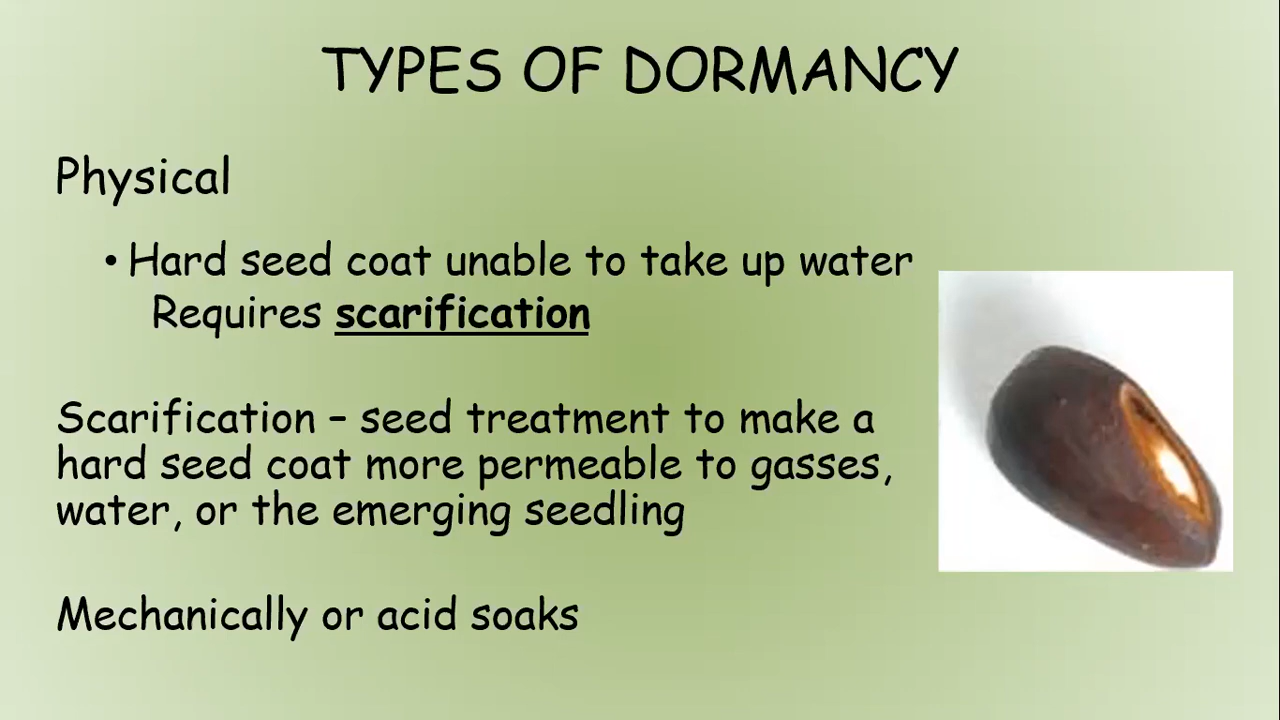 TYPES OF DORMANCY
Physical
• Hard seed coat unable to take up water
Requires scarification
Scarification – seed treatment to make a
hard seed coat more permeable to gasses,
water, or the emerging seedling
Mechanically or acid soaks